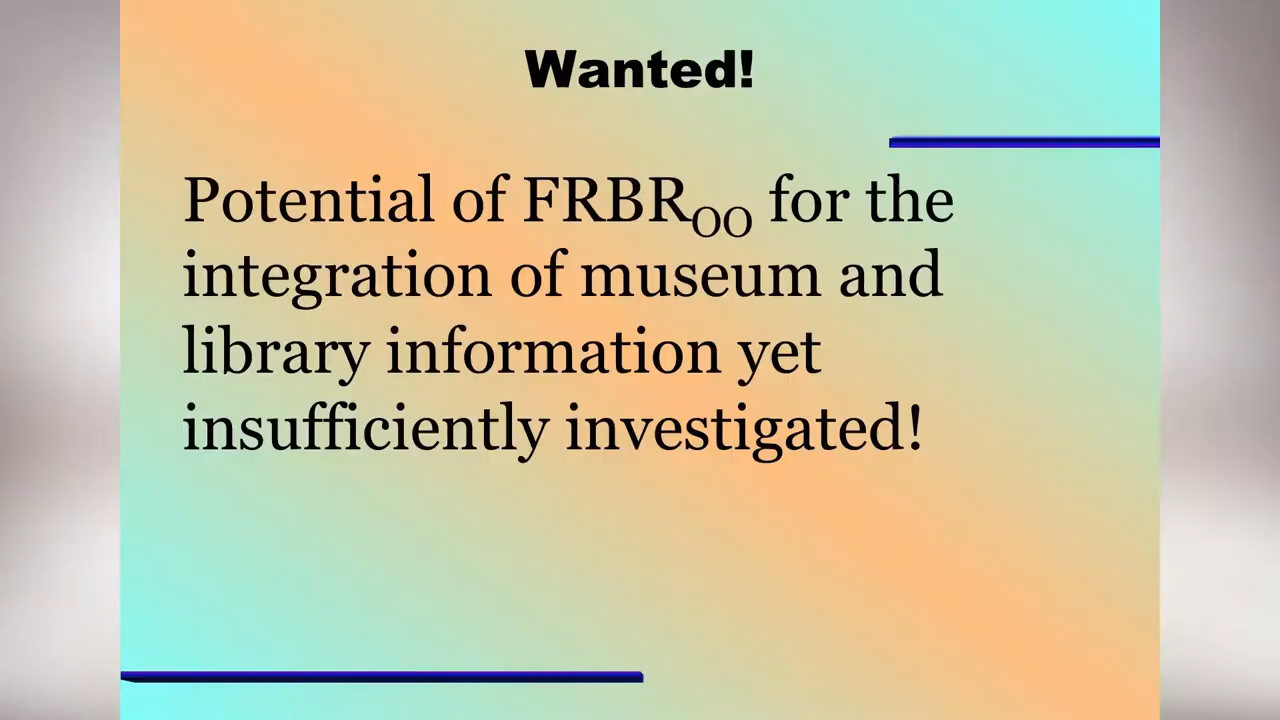 Wanted!
Potential of FRBROO for the
integration of museum and
library information yet
insufficiently investigated!